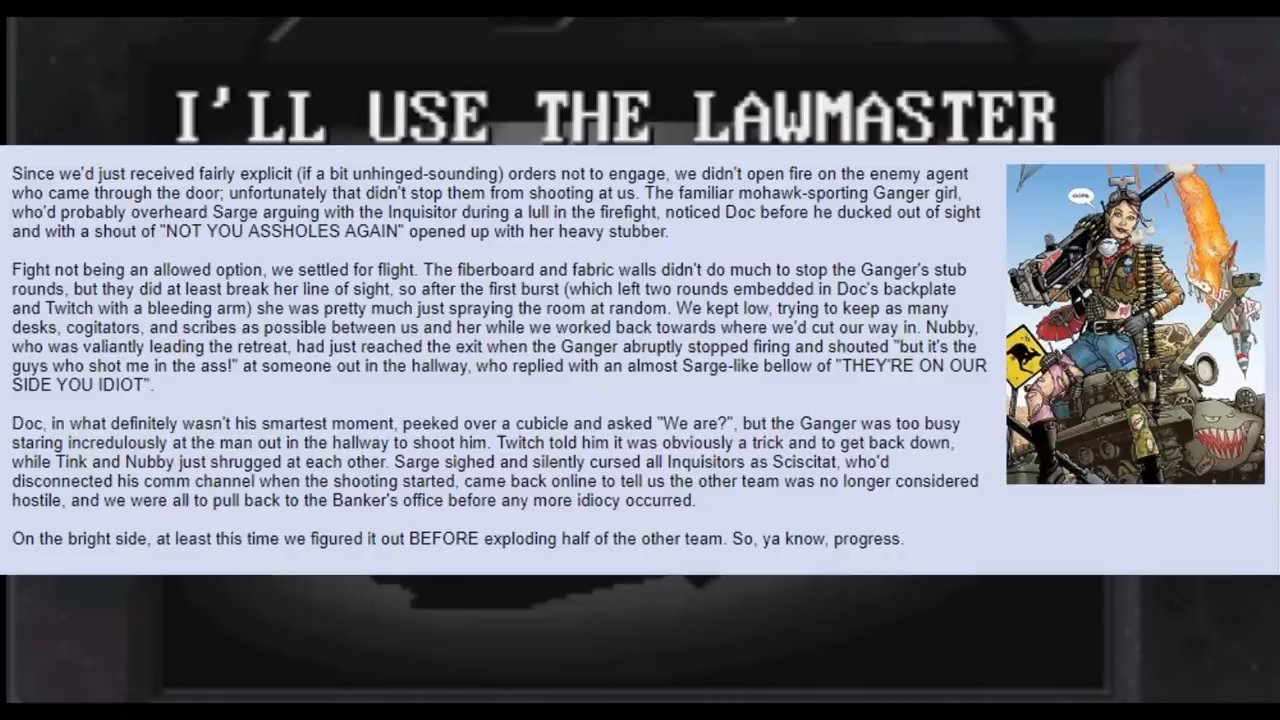 I'LL USE THE LAWMASTER
Since we'd just received fairly explicit (if a bit unhinged-sounding) orders not to engage, we didn't open fire on the enemy agent
who came through the door; unfortunately that didn't stop them from shooting at us. The familiar mohawk-sporting Ganger girl,
who'd probably overheard Sarge arguing with the Inquisitor during a lull in the firefight, noticed Doc before he ducked out of sight
and with a shout of "NOT YOU ASSHOLES AGAIN" opened up with her heavy stubber.
Fight not being an allowed option, we settled for flight. The fiberboard and fabric walls didn't do much to stop the Ganger's stub
rounds, but they did at least break her line of sight, so after the first burst (which left two rounds embedded in Doc's backplate
and Twitch with a bleeding arm) she was pretty much just spraying the room at random. We kept low, trying to keep as many
desks, cogitators, and scribes as possible between us and her while we worked back towards where we'd cut our way in. Nubby,
who was valiantly leading the retreat, had just reached the exit when the Ganger abruptly stopped firing and shouted "but it's the
guys who shot me in the ass!" at someone out in the hallway, who replied with an almost Sarge-like bellow of "THEY'RE ON OUR
SIDE YOU IDIOT".
Doc, in what definitely wasn't his smartest moment, peeked over a cubicle and asked "We are?", but the Ganger was too busy
staring incredulously at the man out in the hallway to shoot him. Twitch told him it was obviously a trick and to get back down,
while Tink and Nubby just shrugged at each other. Sarge sighed and silently cursed all Inquisitors as Sciscitat, who'd
disconnected his comm channel when the shooting started, came back online to tell us the other team was no longer considered
hostile, and we were all to pull back to the Banker's office before any more idiocy occurred.
On the bright side, at least this time we figured it out BEFORE exploding half of the other team. So, ya know, progress.